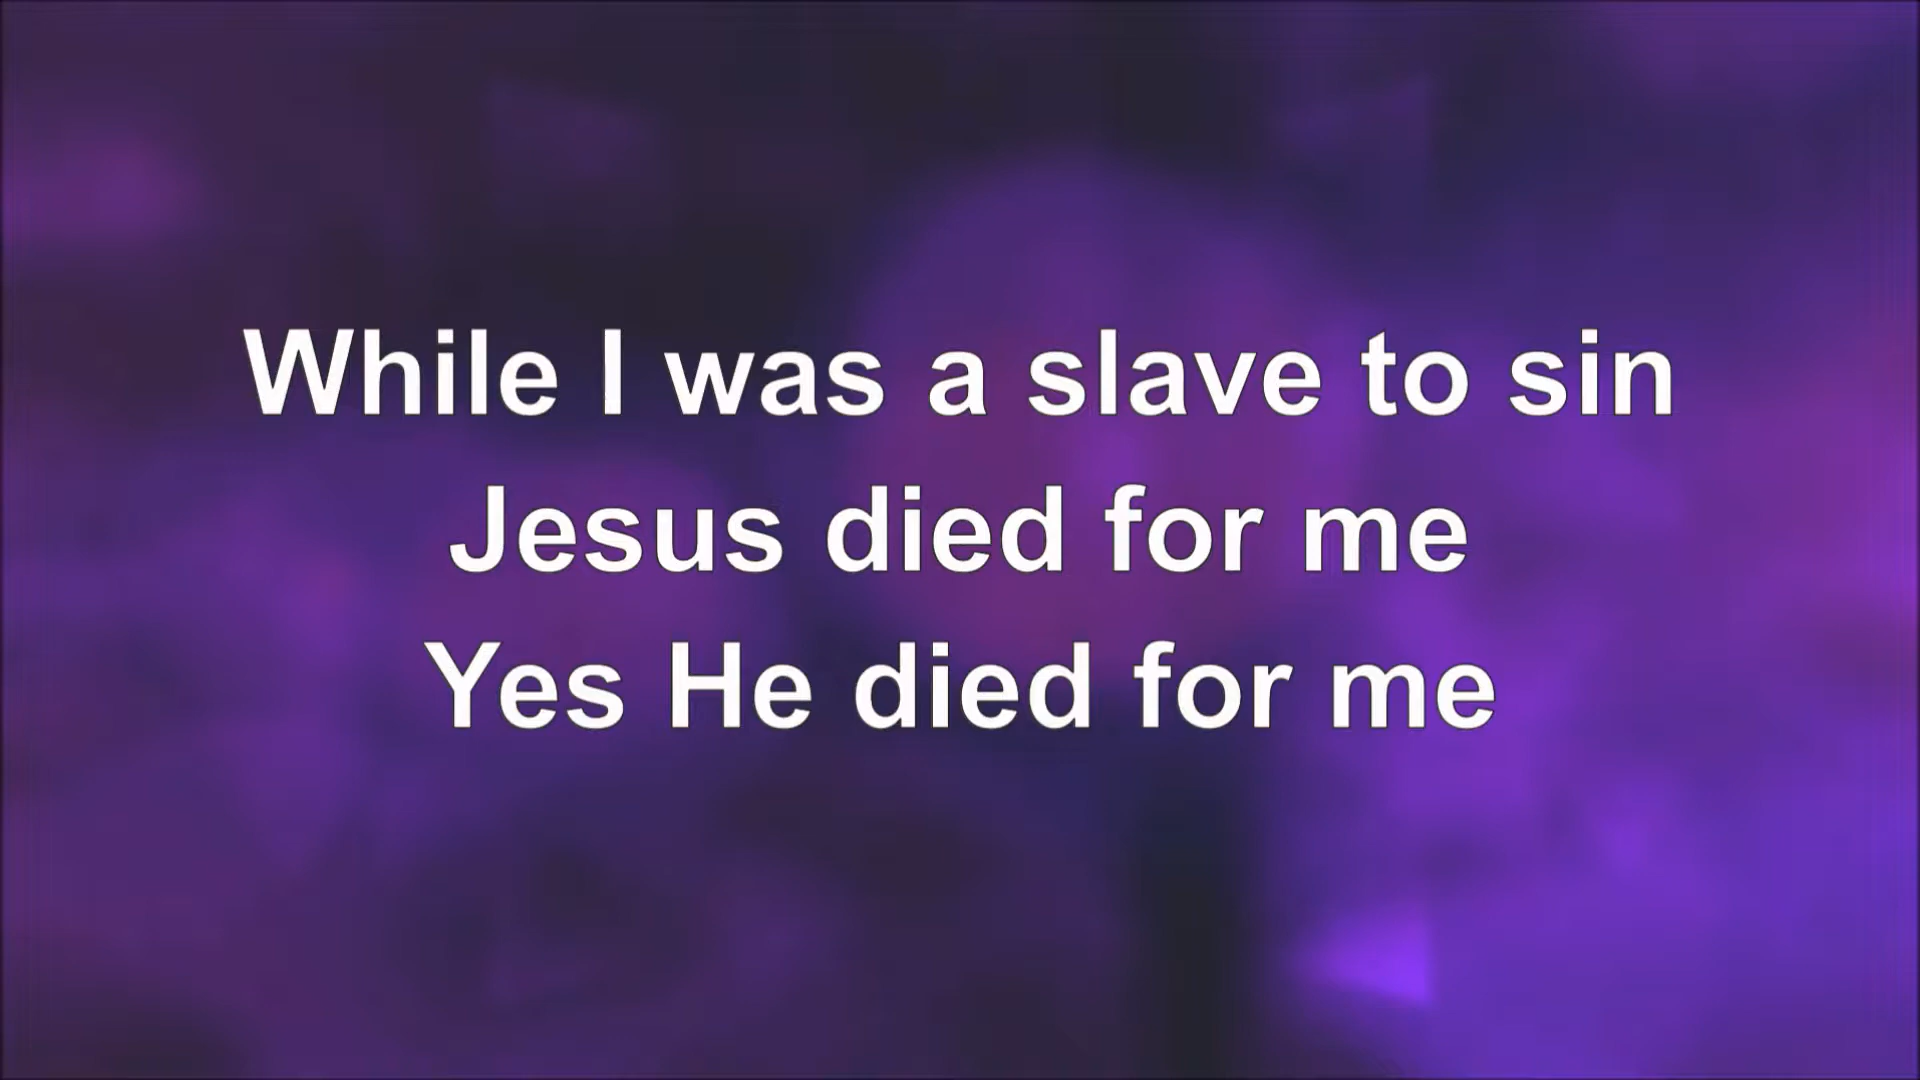 While I was a slave to sin
Jesus died for me
Yes He died for me